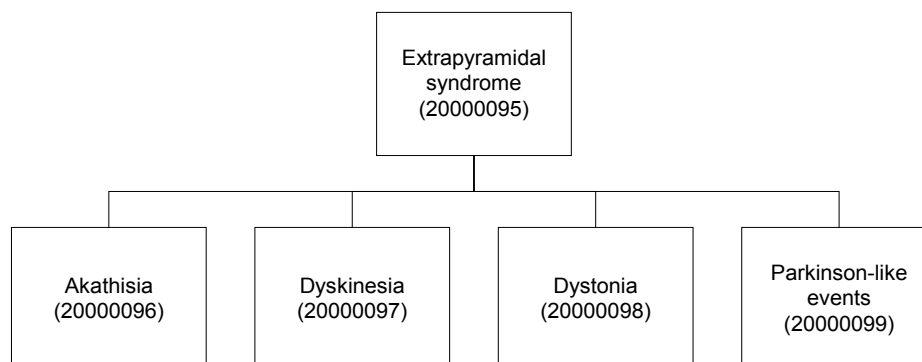 Extrapyramidal
syndrome
(20000095)
Akathisia
(20000096)
Dyskinesia
(20000097)
Dystonia
(20000098)
Parkinson-like
events
(20000099)